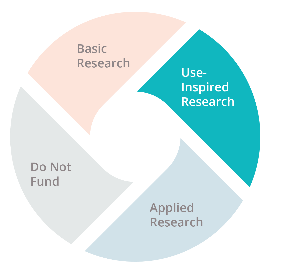 Basic
Research
Use-
Inspired
Research
Do Not
Fund
Applied
Research